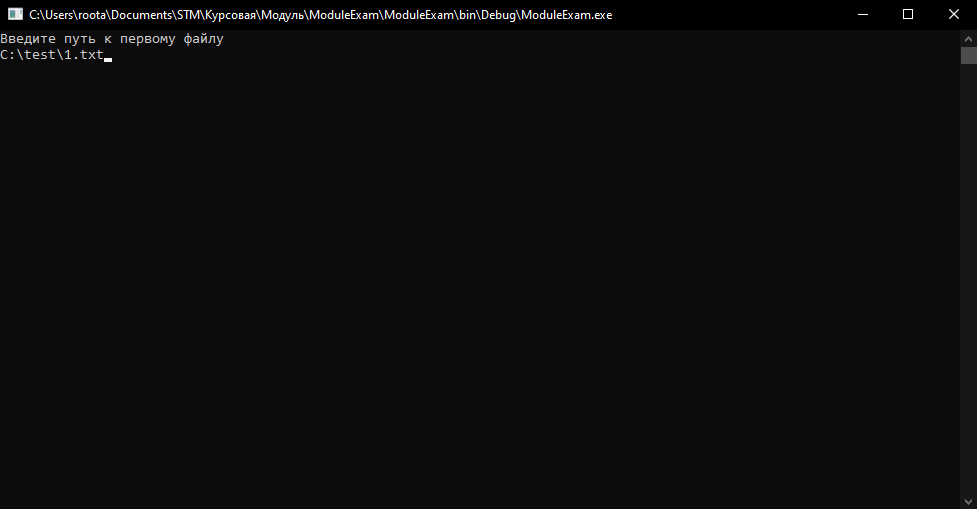 C:\Users\roota\Documents\STM\Курсовая\Модуль\ModuleExam\ModuleExam\bin\Debug\ModuleExam.exe
Введите путь к первому файлу
C:\test\1.txt